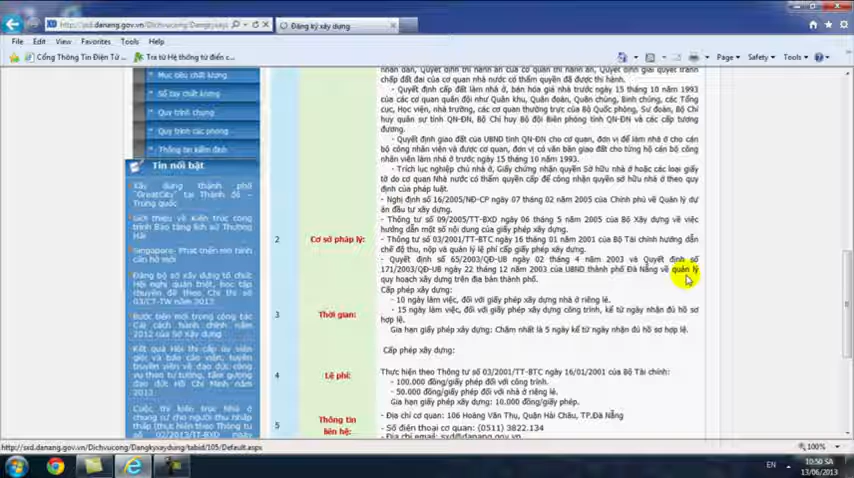 http://sxd.danang.gov.vn/Dichvucong/Dangkyxayd
Đăng ký xây dựng
File Edit View Favorites Tools Help
Cổng Thông Tin Điện Tử ... Tra từ Hệ thống từ điển c...
Page Safety Tools
Mục tiêu chất lượng
Sổ tay chất lượng
Quy trình chung
Quy trình các phòng
Thông tin kiểm định
Tin nổi bật
Xây dựng thành phố
"GreatCity" tại Thành đô -
Trung quốc
Giới thiệu về Kiến trúc công
trình Bảo tàng lịch sử Thượng
Hải
Singapore- Phát triển mô hình
căn hộ mới
Đảng bộ sở xây dựng tổ chức
Hội nghị quán triệt, học tập
chuyên đề theo Chỉ thị số
03/CT-TW năm 2013
Bước tiến mới trong công tác
Cải cách hành chính năm
2012 của Sở Xây dựng
Kết quả Hội thi cấp ủy viên
giỏi và báo cáo viên, tuyên
truyền viên về đạo đức, công
vụ theo tư tưởng, tấm gương
đạo đức Hồ Chí Minh năm
2013
Cuộc thi kiến trúc Nhà ở
chung cư cho người thu nhập
thấp (thực hiện theo Thông tư
số 02/2013/TT-BXD ngày
nhân dân, Quyết định thi hành án của cơ quan thi hành án, Quyết định giải quyết tranh
chấp đất đai của cơ quan nhà nước có thẩm quyền đã được thi hành.
- Quyết định cấp đất làm nhà ở, bán hóa giá nhà trước ngày 15 tháng 10 năm 1993
của các cơ quan quân đội như Quân khu, Quân đoàn, Quân chủng, Binh chủng, các Tổng
cục, Học viện, nhà trường, các cơ quan thường trực của Bộ Quốc phòng, Sư đoàn, Bộ Chỉ
huy quân sự tỉnh QN-ĐN, Bộ Chỉ huy Bộ đội Biên phòng tỉnh QN-ĐN và các cấp tương
đương.
- Quyết định giao đất của UBND tỉnh QN-ĐN cho cơ quan, đơn vị để làm nhà ở cho cán
bộ công nhân viên và được cơ quan, đơn vị có văn bản giao đất cho từng hộ cán bộ công
nhân viên làm nhà ở trước ngày 15 tháng 10 năm 1993.
- Trích lục nghiệp chủ nhà ở, Giấy chứng nhận quyền Sở hữu nhà ở hoặc các loại giấy
tờ do cơ quan Nhà nước có thẩm quyền cấp để công nhận quyền sở hữu nhà ở theo quy
định của pháp luật.
2 Cơ sở pháp lý:
- Nghị định số 16/2005/NĐ-CP ngày 07 tháng 02 năm 2005 của Chính phủ về Quản lý dự
án đầu tư xây dựng.
- Thông tư số 09/2005/TT-BXD ngày 06 tháng 5 năm 2005 của Bộ Xây dựng về việc
hướng dẫn một số nội dung của giấy phép xây dựng.
- Thông tư số 03/2001/TT-BTC ngày 16 tháng 01 năm 2001 của Bộ Tài chính hướng dẫn
chế độ thu, nộp và quản lý lệ phí cấp giấy phép xây dựng.
- Quyết định số 65/2003/QĐ-UB ngày 02 tháng 4 năm 2003 và Quyết định số
171/2003/QĐ-UB ngày 22 tháng 12 năm 2003 của UBND thành phố Đà Nẵng về quản lý
quy hoạch xây dựng trên địa bàn thành phố.
3 Thời gian:
Cấp phép xây dựng:
- 10 ngày làm việc, đối với giấy phép xây dựng nhà ở riêng lẻ.
- 15 ngày làm việc, đối với giấy phép xây dựng công trình, kể từ ngày nhận đủ hồ sơ
hợp lệ.
Gia hạn giấy phép xây dựng: Chậm nhất là 5 ngày kể từ ngày nhận đủ hồ sơ hợp lệ.
4 Lệ phí:
Cấp phép xây dựng:
Thực hiện theo Thông tư số 03/2001/TT-BTC ngày 16/01/2001 của Bộ Tài chính:
- 100.000 đồng/giấy phép đối với công trình.
- 50.000 đồng/giấy phép đối với nhà ở riêng lẻ.
Gia hạn giấy phép xây dựng: 10.000 đồng/giấy phép.
5 Thông tin
liên hệ:
- Địa chỉ cơ quan: 106 Hoàng Văn Thụ, Quận Hải Châu, TP.Đà Nẵng
- Số điện thoại cơ quan: (0511) 3822.134
- Địa chỉ email: sxd@danang.gov.vn
http://sxd.danang.gov.vn/Dichvucong/Dangkyxaydung/tabid/105/Default.aspx
100%
EN
10:50 SA
13/06/2013